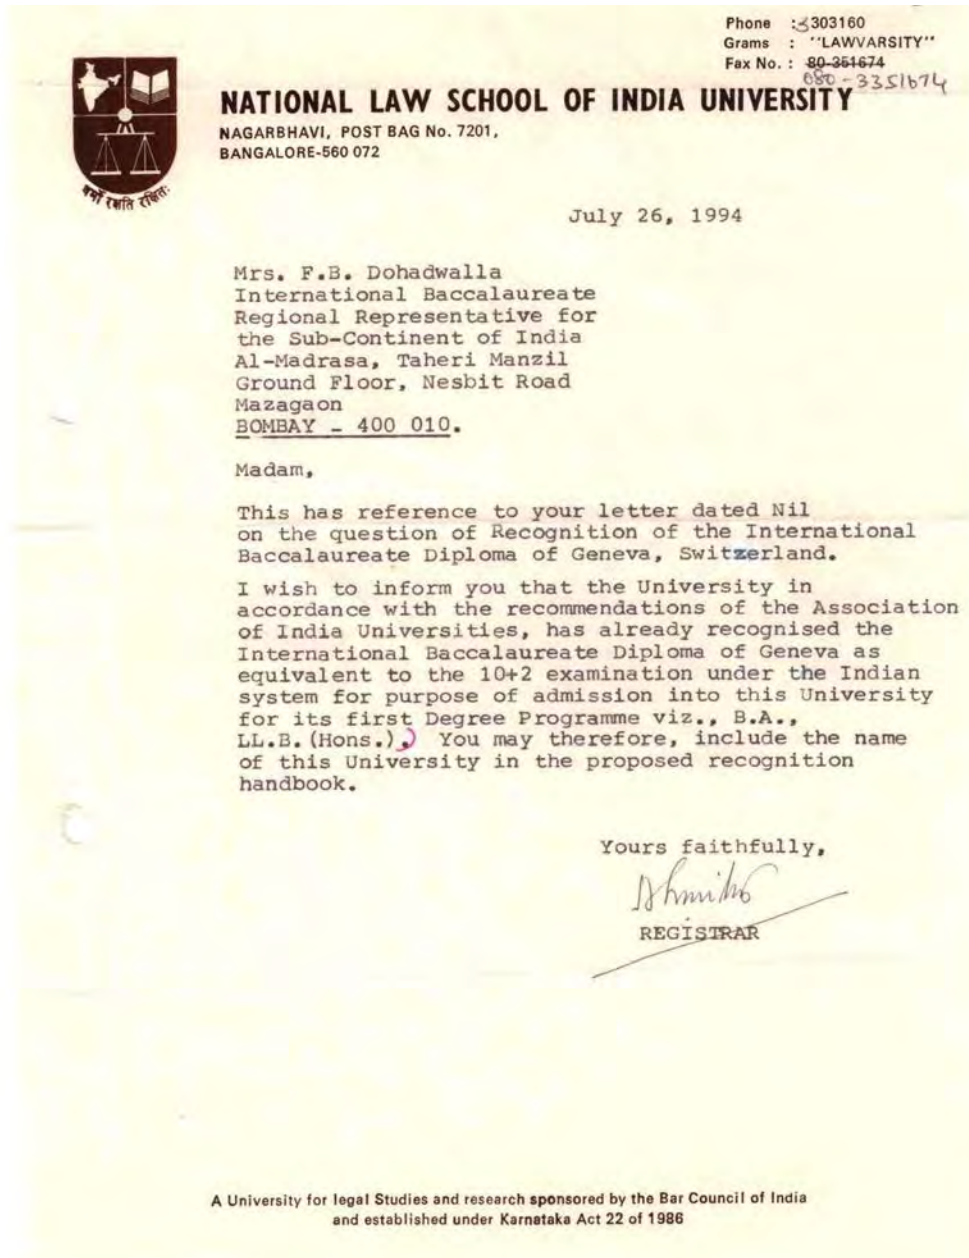 Phone : 3303160
Grams : "LAWVARSITY"
Fax No. : 80-351674
080-3351674
NATIONAL LAW SCHOOL OF INDIA UNIVERSITY
NAGARBHAVI, POST BAG No. 7201,
BANGALORE-560 072
धर्मो रक्षति रक्षितः
July 26, 1994
Mrs. F.B. Dohadwalla
International Baccalaureate
Regional Representative for
the Sub-Continent of India
Al-Madrasa, Taheri Manzil
Ground Floor, Nesbit Road
Mazagaon
BOMBAY - 400 010.
Madam,
This has reference to your letter dated Nil
on the question of Recognition of the International
Baccalaureate Diploma of Geneva, Switzerland.
I wish to inform you that the University in
accordance with the recommendations of the Association
of India Universities, has already recognised the
International Baccalaureate Diploma of Geneva as
equivalent to the 10+2 examination under the Indian
system for purpose of admission into this University
for its first Degree Programme viz., B.A.,
LL.B.(Hons.). You may therefore, include the name
of this University in the proposed recognition
handbook.
Yours faithfully,
REGISTRAR
A University for legal Studies and research sponsored by the Bar Council of India
and established under Karnataka Act 22 of 1986